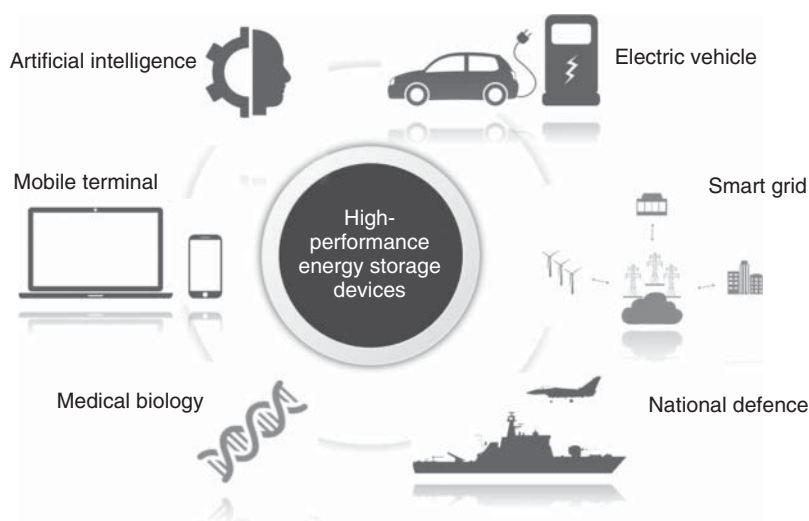 Artificial intelligence
Electric vehicle
Mobile terminal
Smart grid
High-
performance
energy storage
devices
Medical biology
National defence